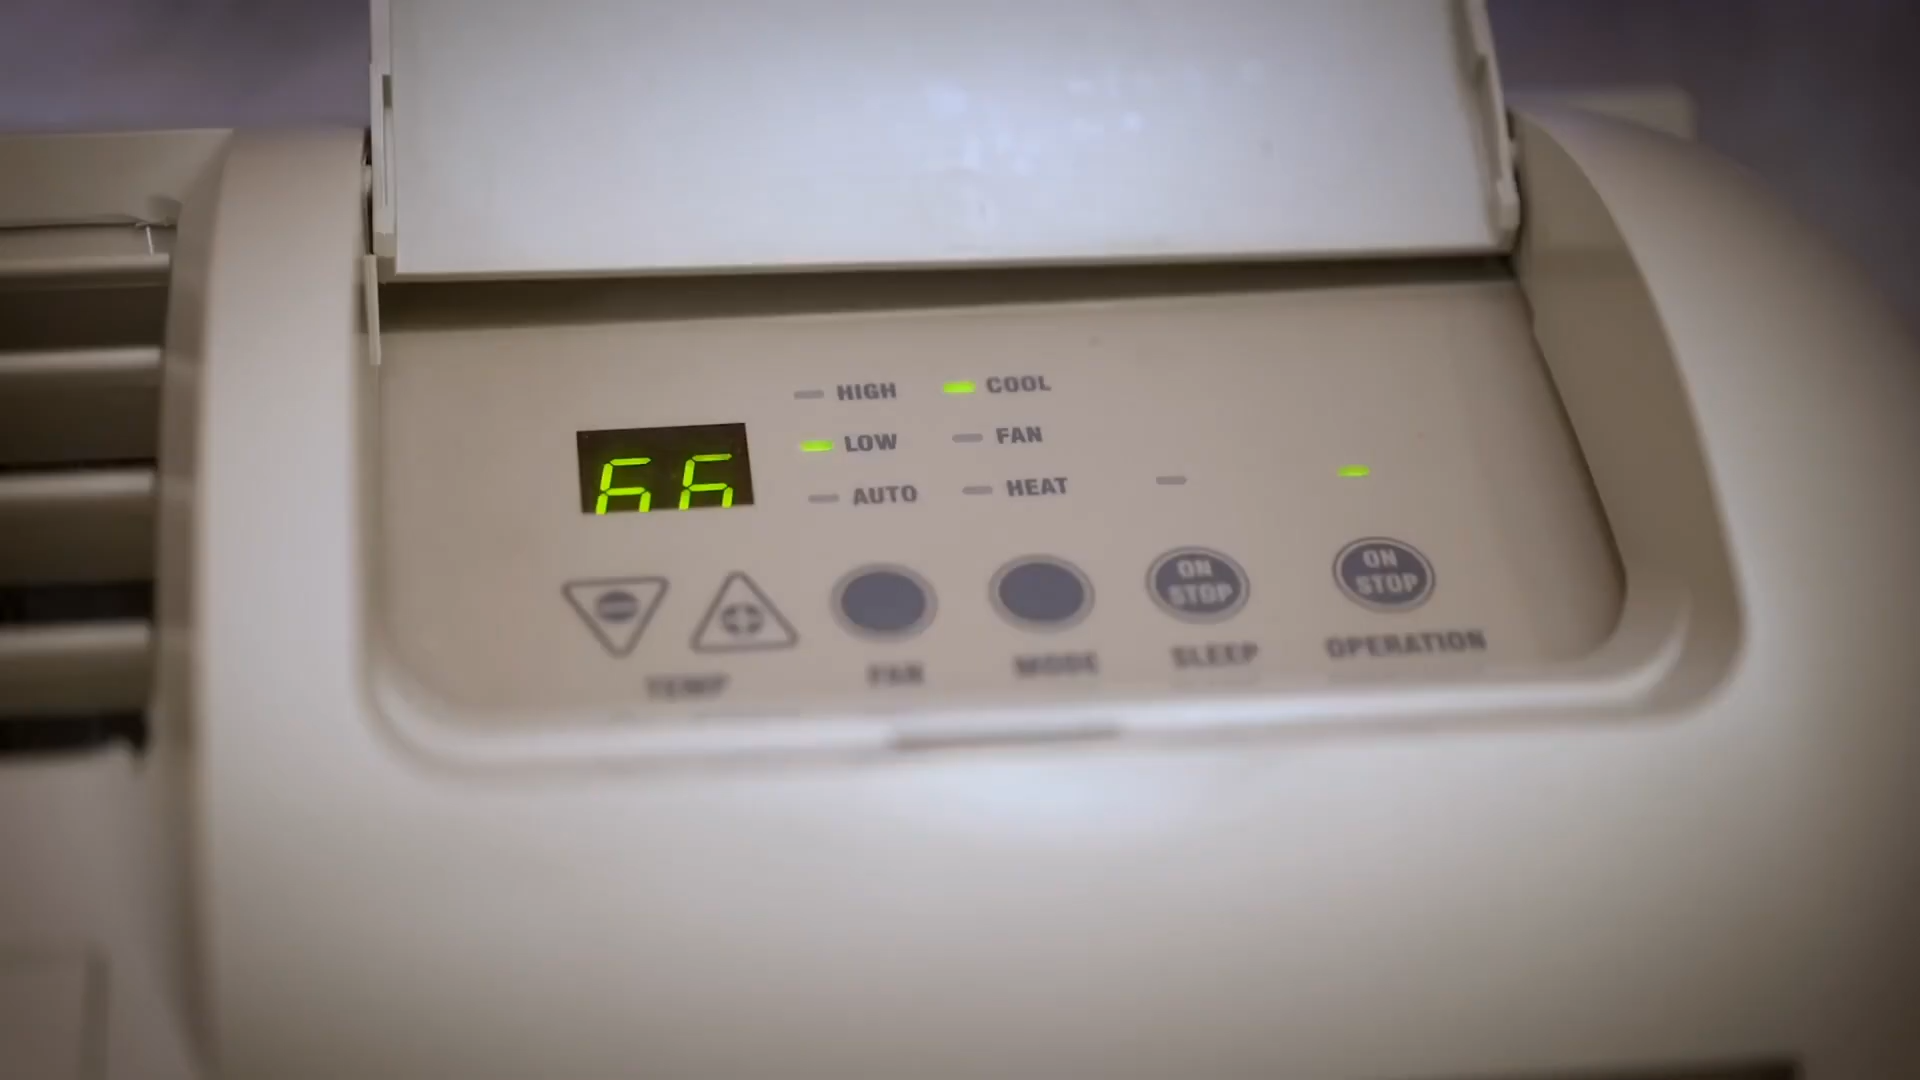 HIGH COOL
LOW FAN
66
AUTO HEAT
ON STOP ON STOP
TEMP FAN MODE SLEEP OPERATION